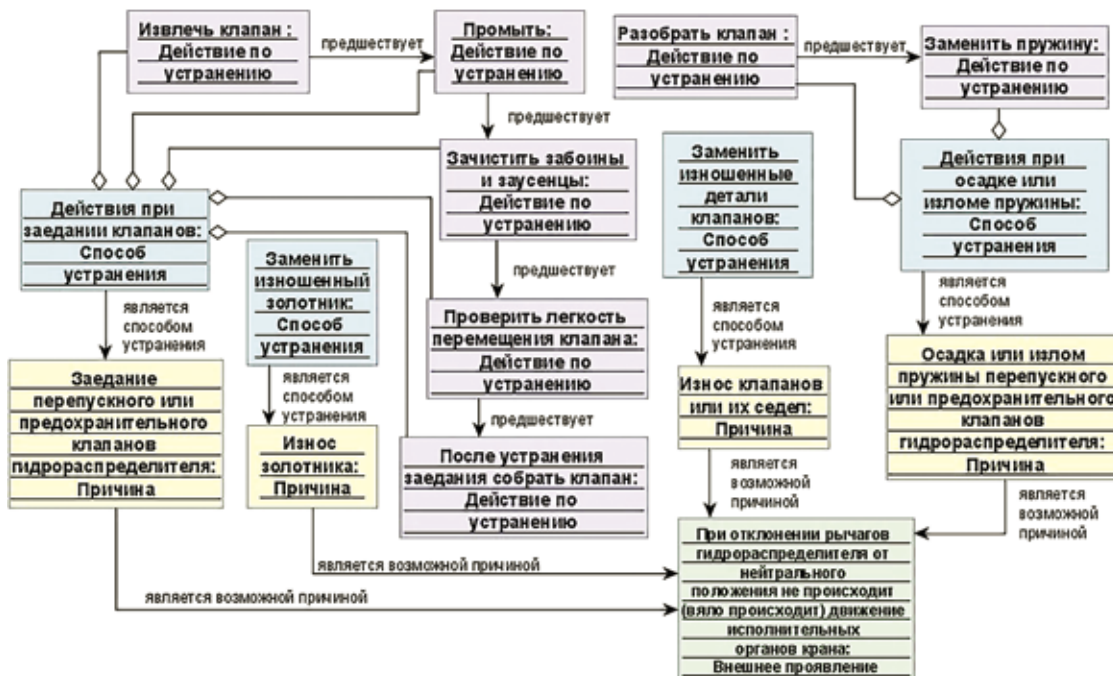 Извлечь клапан :
Действие по
устранению
предшествует
Промыть:
Действие по
устранению
Разобрать клапан :
Действие по
устранению
предшествует
Заменить пружину:
Действие по
устранению
предшествует
Зачистить забоины
и заусенцы:
Действие по
устранению
Заменить
изношенные
детали
клапанов:
Способ
устранения
Действия при
осадке или
изломе пружины:
Способ
устранения
Действия при
заедании клапанов:
Способ
устранения
Заменить
изношенный
золотник:
Способ
устранения
предшествует
является
способом
устранения
Проверить легкость
перемещения клапана:
Действие по
устранению
является
способом
устранения
является
способом
устранения
Заедание
перепускного или
предохранительного
клапанов
гидрораспределителя:
Причина
является
способом
устранения
Износ
золотника:
Причина
предшествует
После устранения
заедания собрать клапан:
Действие по
устранению
Износ клапанов
или их седел:
Причина
Осадка или излом
пружины перепускного
или предохранительного
клапанов
гидрораспределителя:
Причина
является
возможной
причиной
является
возможной
причиной
является возможной причиной
является возможной причиной
При отклонении рычагов
гидрораспределителя от
нейтрального
положения не происходит
(вяло происходит) движение
исполнительных
органов крана:
Внешнее проявление